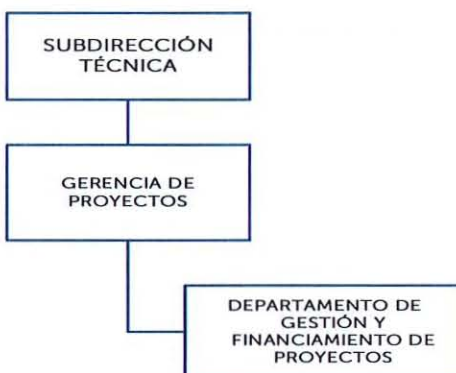 SUBDIRECCIÓN
TÉCNICA
GERENCIA DE
PROYECTOS
DEPARTAMENTO DE
GESTIÓN Y
FINANCIAMIENTO DE
PROYECTOS